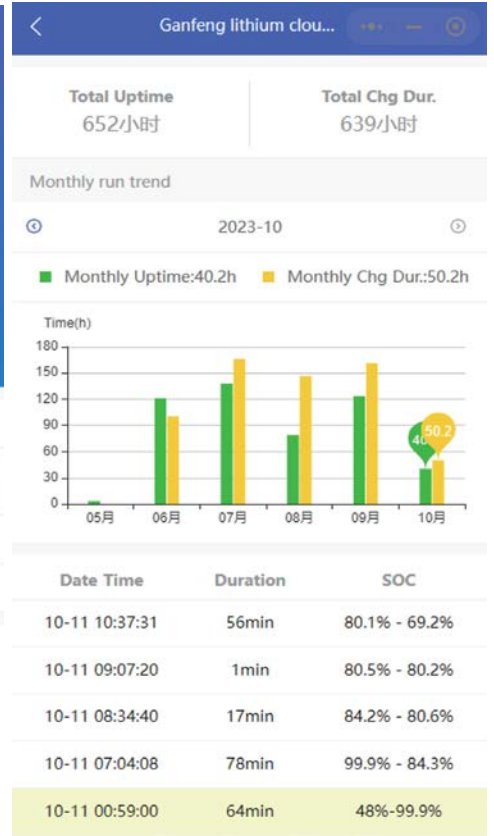 Ganfeng lithium clou...
Total Uptime Total Chg Dur.
652小时 639小时
Monthly run trend
2023-10
Monthly Uptime:40.2h Monthly Chg Dur.:50.2h
Time(h)
180
150
120
90
60
30
0
50.2
05月 06月 07月 08月 09月 10月
Date Time Duration SOC
10-11 10:37:31 56min 80.1% - 69.2%
10-11 09:07:20 1min 80.5% - 80.2%
10-11 08:34:40 17min 84.2% - 80.6%
10-11 07:04:08 78min 99.9% - 84.3%
10-11 00:59:00 64min 48%-99.9%